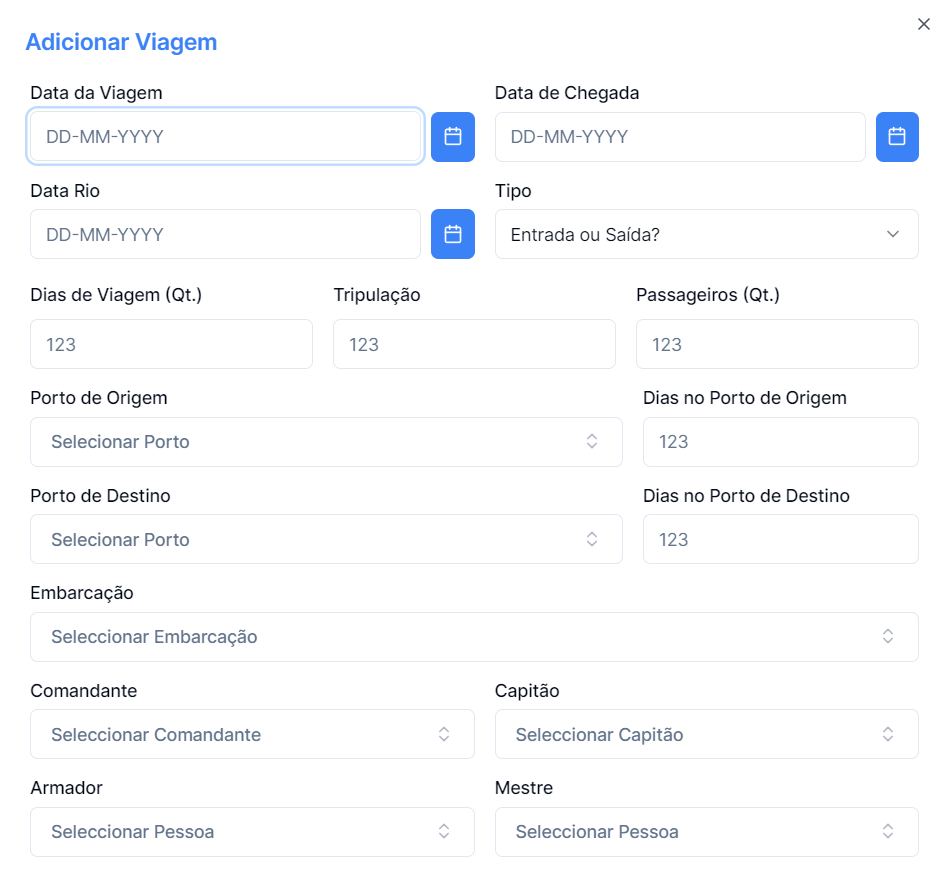 Adicionar Viagem
Data da Viagem Data de Chegada
DD-MM-YYYY DD-MM-YYYY
Data Rio Tipo
DD-MM-YYYY Entrada ou Saída?
Dias de Viagem (Qt.) Tripulação Passageiros (Qt.)
123 123 123
Porto de Origem Dias no Porto de Origem
Selecionar Porto 123
Porto de Destino Dias no Porto de Destino
Selecionar Porto 123
Embarcação
Seleccionar Embarcação
Comandante Capitão
Seleccionar Comandante Seleccionar Capitão
Armador Mestre
Seleccionar Pessoa Seleccionar Pessoa